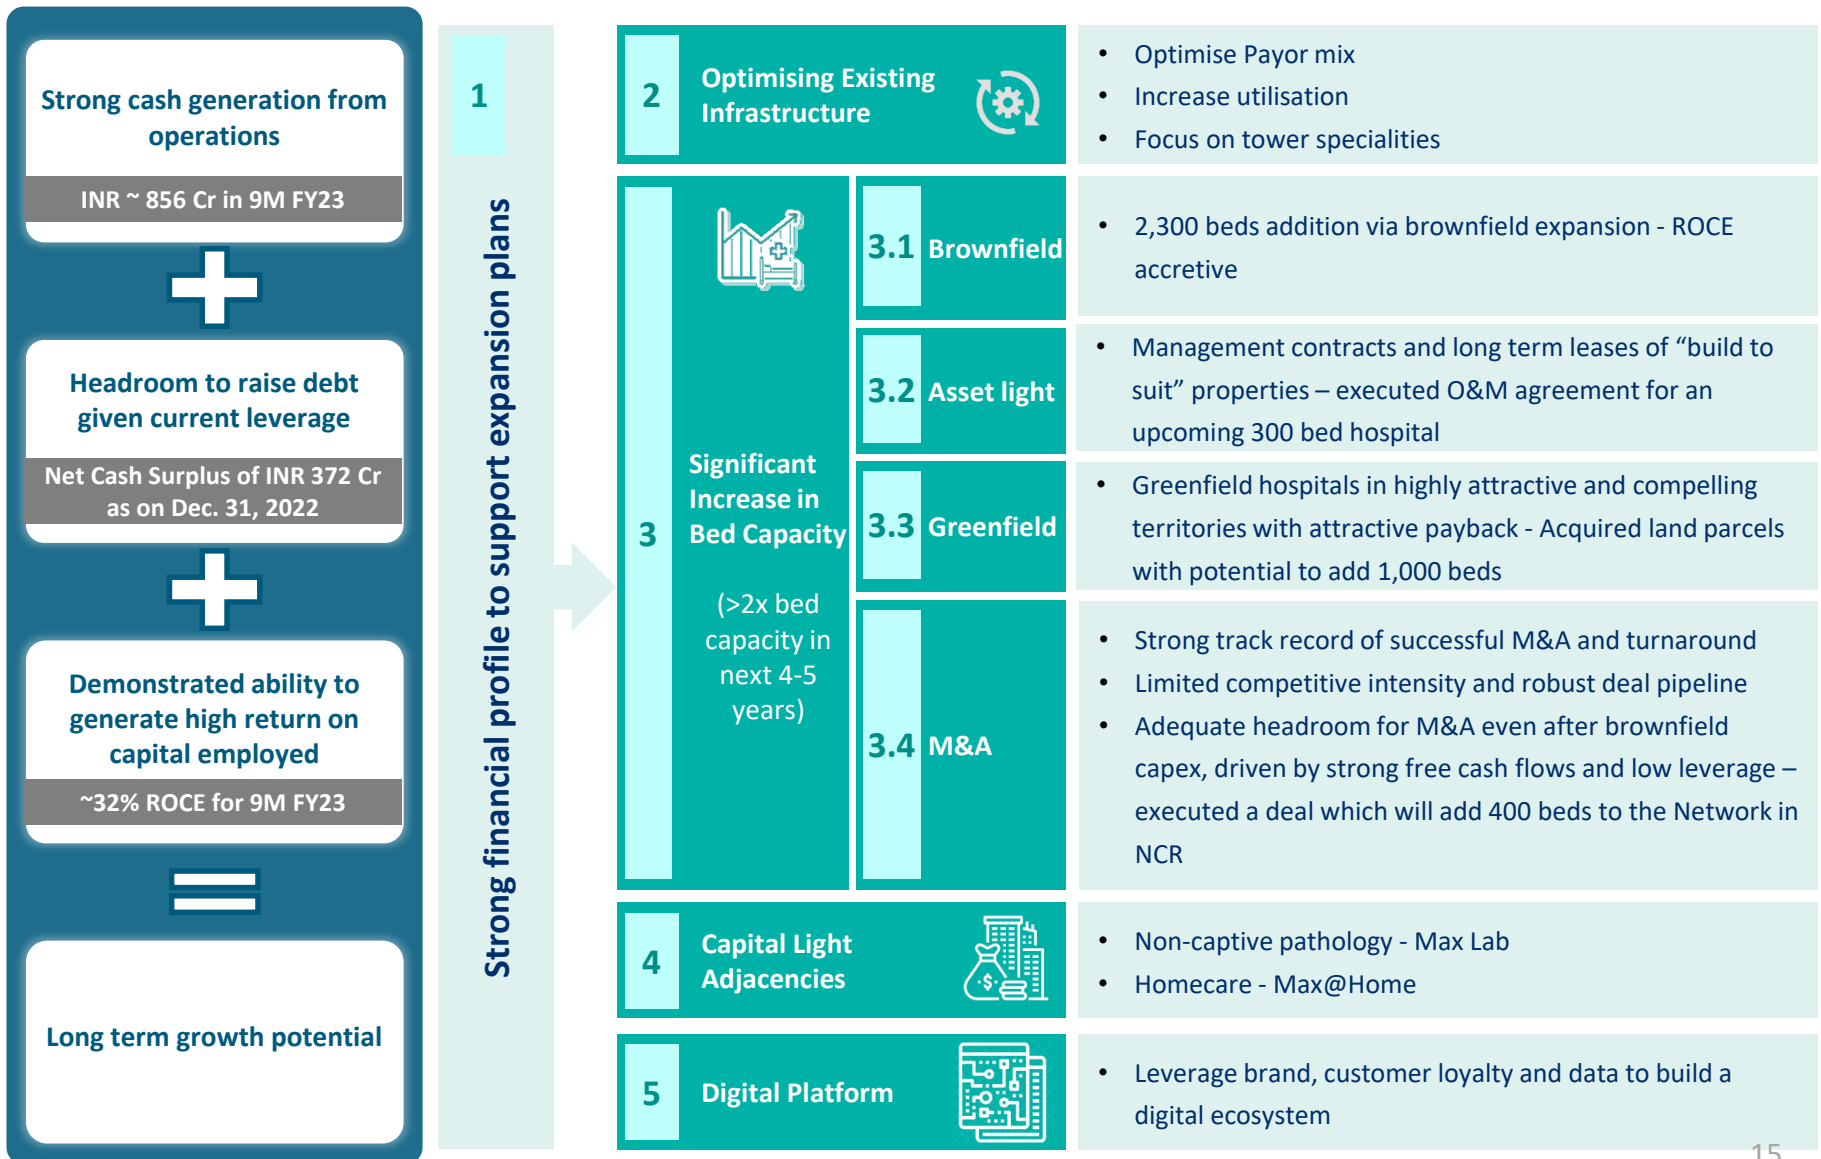 Strong cash generation from
operations
INR ~ 856 Cr in 9M FY23
Headroom to raise debt
given current leverage
Net Cash Surplus of INR 372 Cr
as on Dec. 31, 2022
Demonstrated ability to
generate high return on
capital employed
~32% ROCE for 9M FY23
Long term growth potential
1
Strong financial profile to support expansion plans
2
Optimising Existing
Infrastructure
• Optimise Payor mix
• Increase utilisation
• Focus on tower specialities
3
Significant
Increase in
Bed Capacity
(>2x bed
capacity in
next 4-5
years)
3.1 Brownfield
• 2,300 beds addition via brownfield expansion - ROCE
accretive
3.2 Asset light
• Management contracts and long term leases of “build to
suit” properties – executed O&M agreement for an
upcoming 300 bed hospital
3.3 Greenfield
• Greenfield hospitals in highly attractive and compelling
territories with attractive payback - Acquired land parcels
with potential to add 1,000 beds
3.4 M&A
• Strong track record of successful M&A and turnaround
• Limited competitive intensity and robust deal pipeline
• Adequate headroom for M&A even after brownfield
capex, driven by strong free cash flows and low leverage –
executed a deal which will add 400 beds to the Network in
NCR
4
Capital Light
Adjacencies
• Non-captive pathology - Max Lab
• Homecare - Max@Home
5
Digital Platform
• Leverage brand, customer loyalty and data to build a
digital ecosystem
15